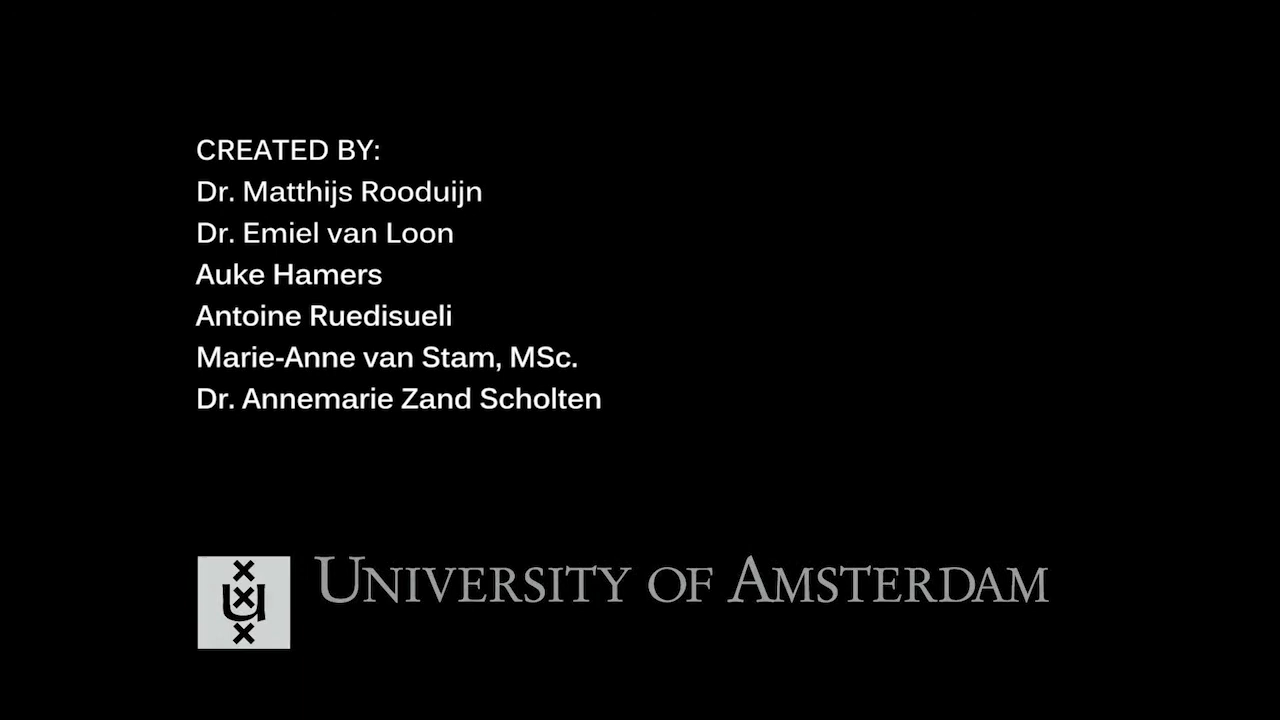 CREATED BY:
Dr. Matthijs Rooduijn
Dr. Emiel van Loon
Auke Hamers
Antoine Ruedisueli
Marie-Anne van Stam, MSc.
Dr. Annemarie Zand Scholten
UNIVERSITY OF AMSTERDAM